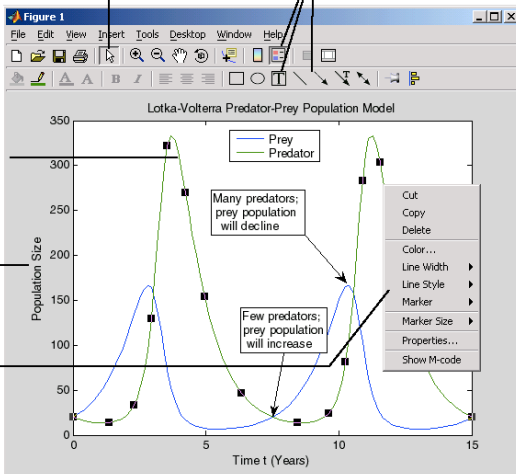 Figure 1
File Edit View Insert Tools Desktop Window Help
A A B I T T
Lotka-Volterra Predator-Prey Population Model
350
300
250
200
150
100
50
0
Population Size
Prey
Predator
Many predators;
prey population
will decline
Few predators;
prey population
will increase
Cut
Copy
Delete
Color...
Line Width
Line Style
Marker
Marker Size
Properties...
Show M-code
0 5 10 15
Time t (Years)